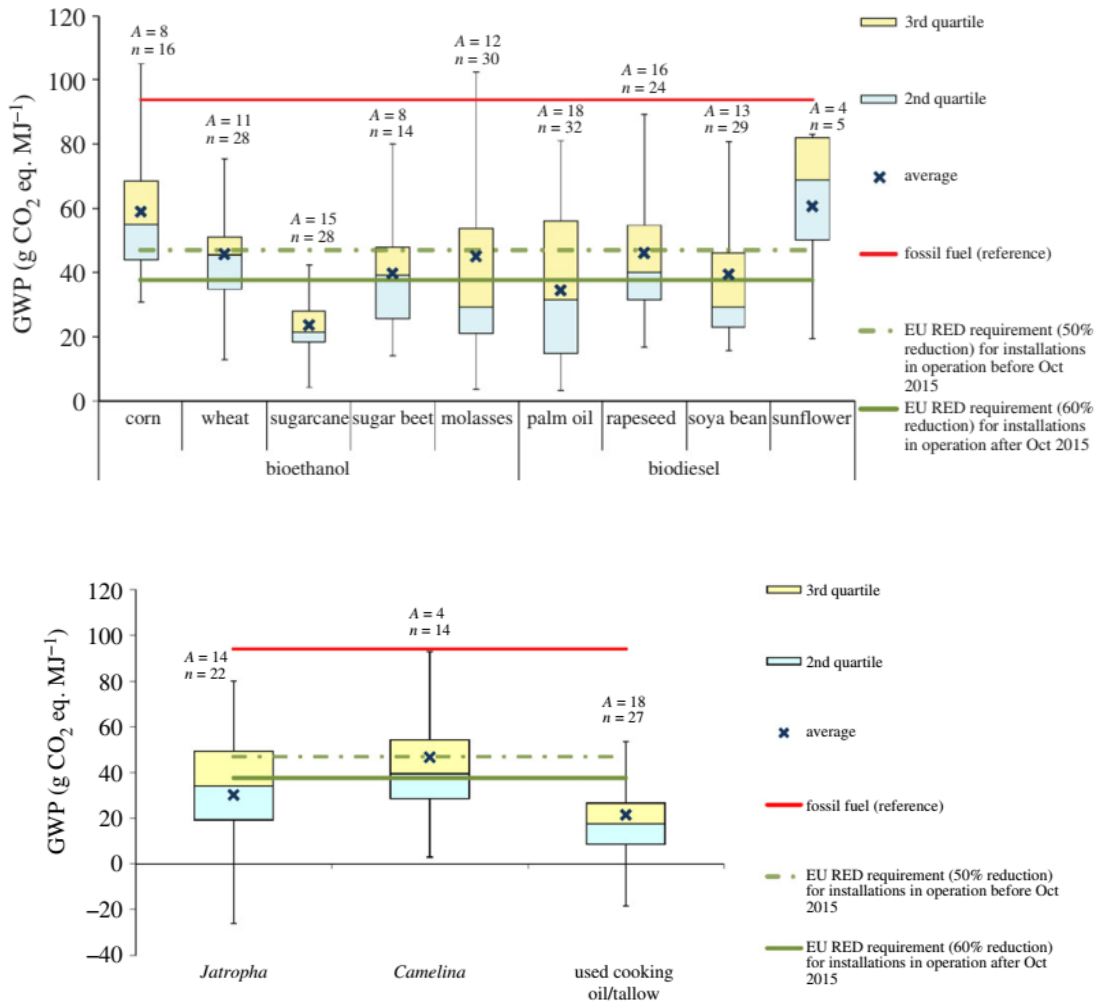 120
100
80
60
40
20
0
GWP (g CO₂ eq. MJ⁻¹)
A = 8
n = 16
A = 11
n = 28
A = 15
n = 28
A = 8
n = 14
A = 12
n = 30
A = 18
n = 32
A = 16
n = 24
A = 13
n = 29
A = 4
n = 5
corn wheat sugarcane sugar beet molasses palm oil rapeseed soya bean sunflower
bioethanol biodiesel
3rd quartile
2nd quartile
average
fossil fuel (reference)
EU RED requirement (50%
reduction) for installations
in operation before Oct
2015
EU RED requirement (60%
reduction) for installations
in operation after Oct 2015
120
100
80
60
40
20
0
−20
−40
GWP (g CO₂ eq. MJ⁻¹)
A = 14
n = 22
A = 4
n = 14
A = 18
n = 27
Jatropha Camelina used cooking
oil/tallow
3rd quartile
2nd quartile
average
fossil fuel (reference)
EU RED requirement (50% reduction)
for installations in operation before Oct
2015
EU RED requirement (60% reduction)
for installations in operation after Oct
2015